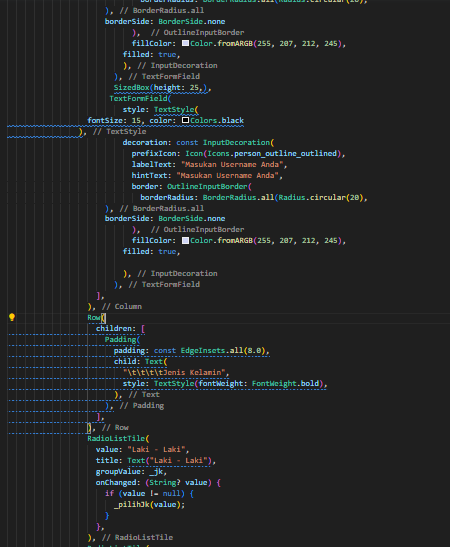 borderRadius: BorderRadius.all(Radius.circular(20),
), // BorderRadius.all
borderSide: BorderSide.none
), // OutlineInputBorder
fillColor: Color.fromARGB(255, 207, 212, 245),
filled: true,
), // InputDecoration
), // TextFormField
SizedBox(height: 25,),
TextFormField(
style: TextStyle(
fontSize: 15, color: Colors.black
), // TextStyle
decoration: const InputDecoration(
prefixIcon: Icon(Icons.person_outline_outlined),
labelText: "Masukan Username Anda",
hintText: "Masukan Username Anda",
border: OutlineInputBorder(
borderRadius: BorderRadius.all(Radius.circular(20),
), // BorderRadius.all
borderSide: BorderSide.none
), // OutlineInputBorder
fillColor: Color.fromARGB(255, 207, 212, 245),
filled: true,
), // InputDecoration
), // TextFormField
],
), // Column
Row(
children: [
Padding(
padding: const EdgeInsets.all(8.0),
child: Text(
"\t\t\t\tJenis Kelamin",
style: TextStyle(fontWeight: FontWeight.bold),
), // Text
), // Padding
],
), // Row
RadioListTile(
value: "Laki - Laki",
title: Text("Laki - Laki"),
groupValue: _jk,
onChanged: (String? value) {
if (value != null) {
_pilihJk(value);
}
},
), // RadioListTile